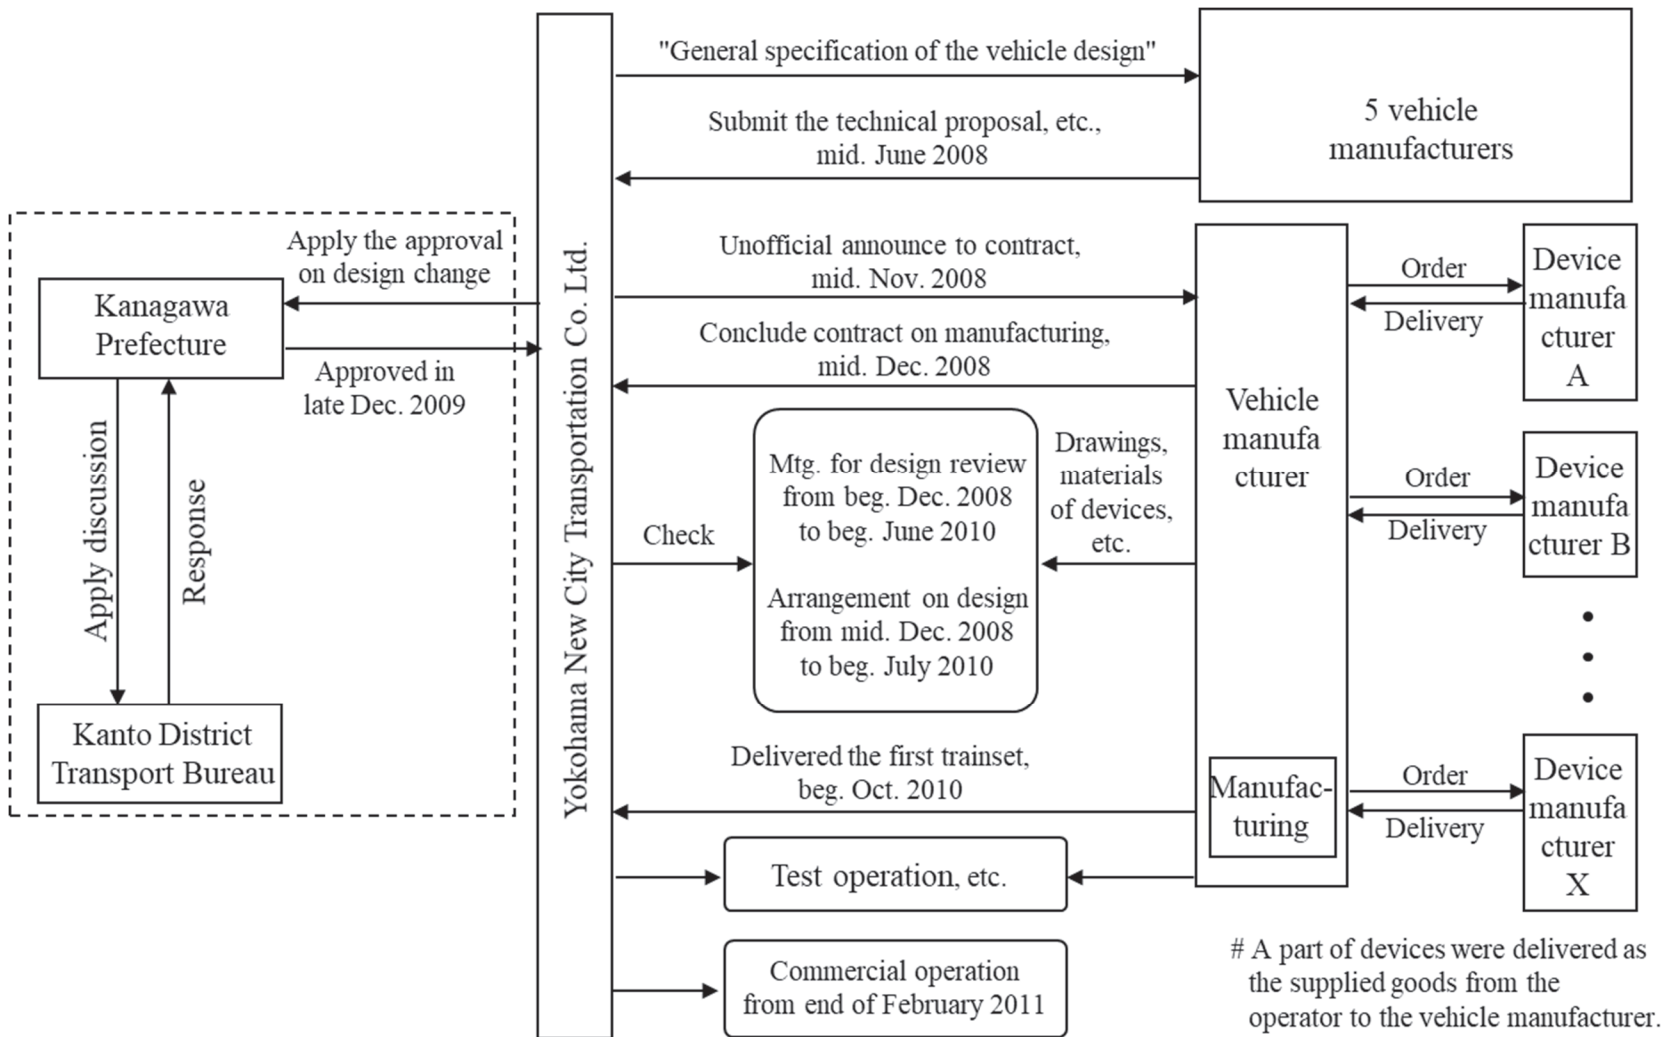 "General specification of the vehicle design"
5 vehicle
manufacturers
Submit the technical proposal, etc.,
mid. June 2008
Apply the approval
on design change
Kanagawa
Prefecture
Approved in
late Dec. 2009
Apply discussion
Response
Kanto District
Transport Bureau
Yokohama New City Transportation Co. Ltd.
Unofficial announce to contract,
mid. Nov. 2008
Conclude contract on manufacturing,
mid. Dec. 2008
Check
Mtg. for design review
from beg. Dec. 2008
to beg. June 2010
Arrangement on design
from mid. Dec. 2008
to beg. July 2010
Drawings,
materials
of devices,
etc.
Delivered the first trainset,
beg. Oct. 2010
Test operation, etc.
Commercial operation
from end of February 2011
Vehicle
manufa
cturer
Manufac-
turing
Order
Delivery
Device
manufa
cturer
A
Order
Delivery
Device
manufa
cturer B
Order
Delivery
Device
manufa
cturer
X
# A part of devices were delivered as
the supplied goods from the
operator to the vehicle manufacturer.